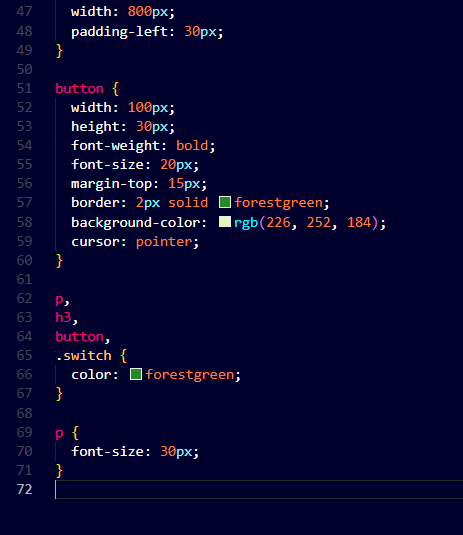 47 width: 800px;
48 padding-left: 30px;
49 }
50
51 button {
52 width: 100px;
53 height: 30px;
54 font-weight: bold;
55 font-size: 20px;
56 margin-top: 15px;
57 border: 2px solid forestgreen;
58 background-color: rgb(226, 252, 184);
59 cursor: pointer;
60 }
61
62 p,
63 h3,
64 button,
65 .switch {
66 color: forestgreen;
67 }
68
69 p {
70 font-size: 30px;
71 }
72